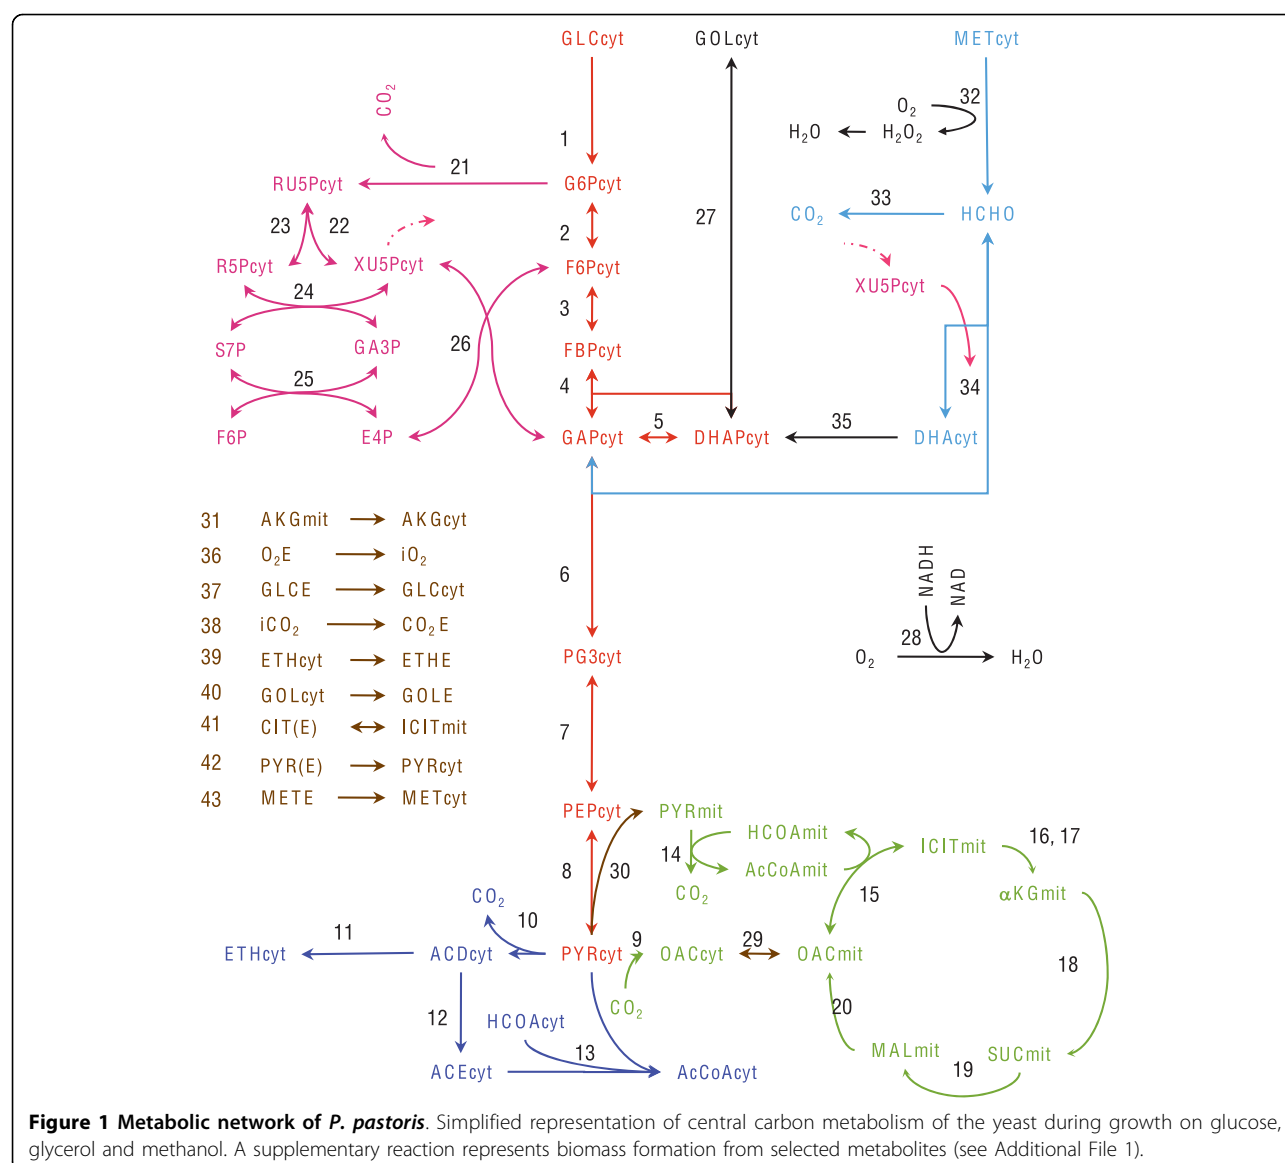 GLCcyt GOLcyt METcyt
CO2
O2 32
1 H2O H2O2
21
RU5Pcyt G6Pcyt
27 CO2 33 HCHO
23 22 2
R5Pcyt XU5Pcyt F6Pcyt
XU5Pcyt
24 3
S7P GA3P 26 FBPcyt
25 4 34
F6P E4P GAPcyt 5 DHAPcyt 35 DHAcyt
31 AKGmit AKGcyt
36 O2E iO2
37 GLCE GLCcyt
38 iCO2 CO2E
39 ETHcyt ETHE
40 GOLcyt GOLE
41 CIT(E) ICITmit
42 PYR(E) PYRcyt
43 METE METcyt
6
NADH NAD
28
PG3cyt O2 H2O
7
PEPcyt PYRmit
HCOAmit ICITmit 16, 17
8 30 14 AcCoAmit
CO2 CO2 15 αKGmit
10
11 9 29
ETHcyt ACDcyt PYRcyt OACcyt OACmit 18
CO2 20
12 HCOAcyt
13 MALmit SUCmit
ACEcyt AcCoAcyt 19
Figure 1 Metabolic network of P. pastoris. Simplified representation of central carbon metabolism of the yeast during growth on glucose,
glycerol and methanol. A supplementary reaction represents biomass formation from selected metabolites (see Additional File 1).